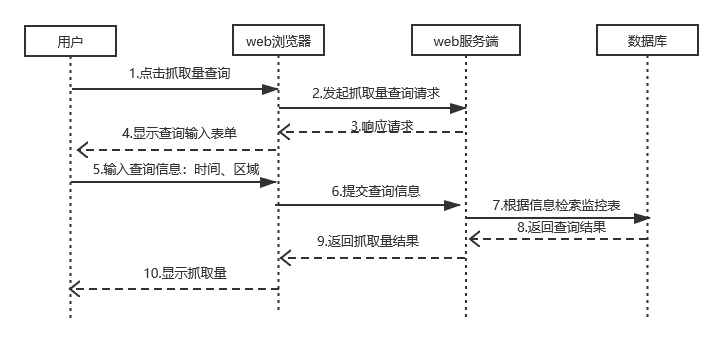 用户
web浏览器
web服务端
数据库
1.点击抓取量查询
2.发起抓取量查询请求
3.响应请求
4.显示查询输入表单
5.输入查询信息：时间、区域
6.提交查询信息
7.根据信息检索监控表
8.返回查询结果
9.返回抓取量结果
10.显示抓取量